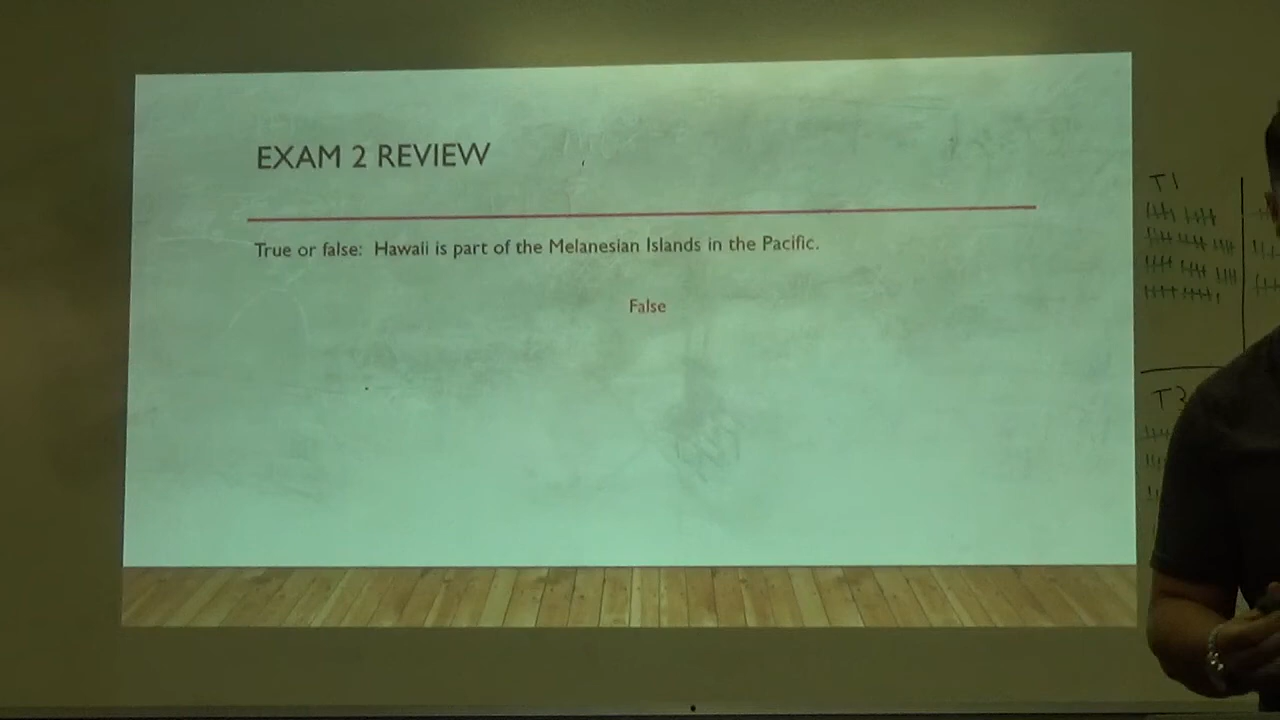 EXAM 2 REVIEW
True or false: Hawaii is part of the Melanesian Islands in the Pacific.
False
T1